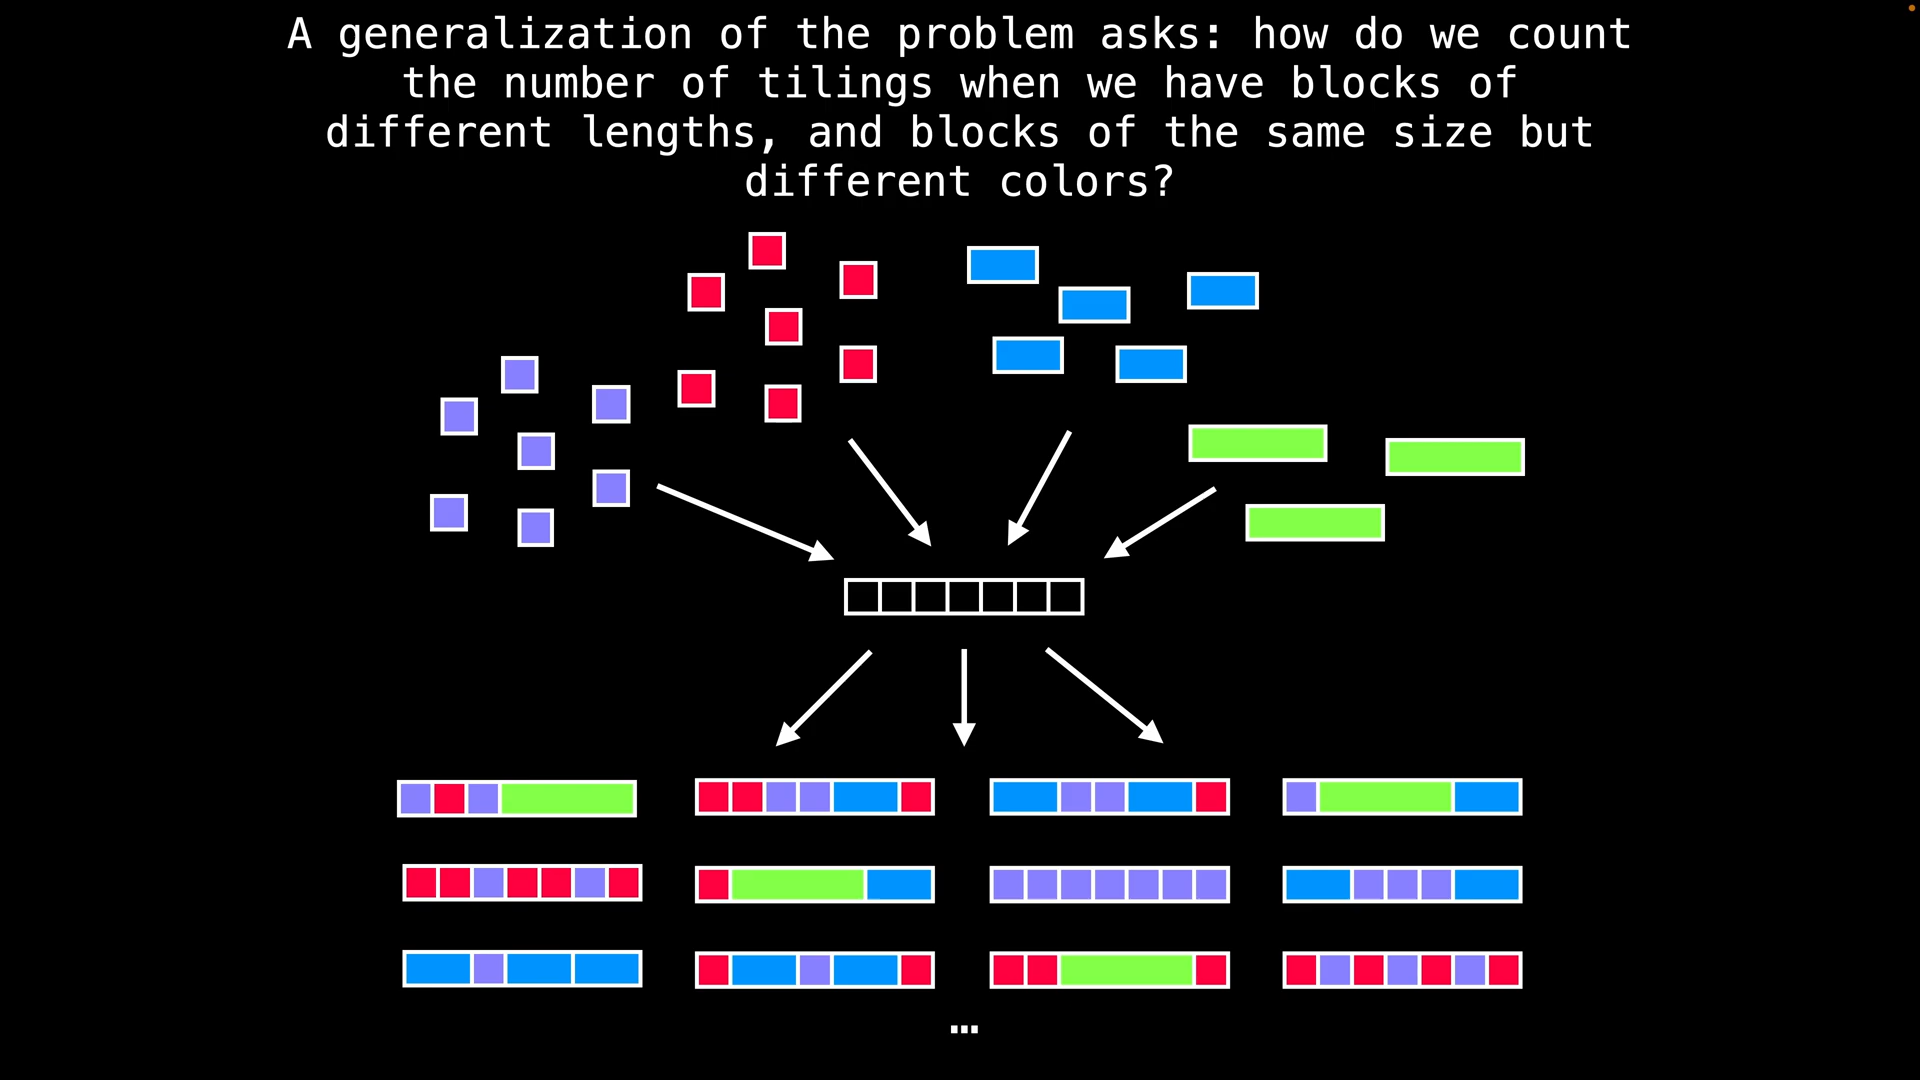 A generalization of the problem asks: how do we count
the number of tilings when we have blocks of
different lengths, and blocks of the same size but
different colors?
…